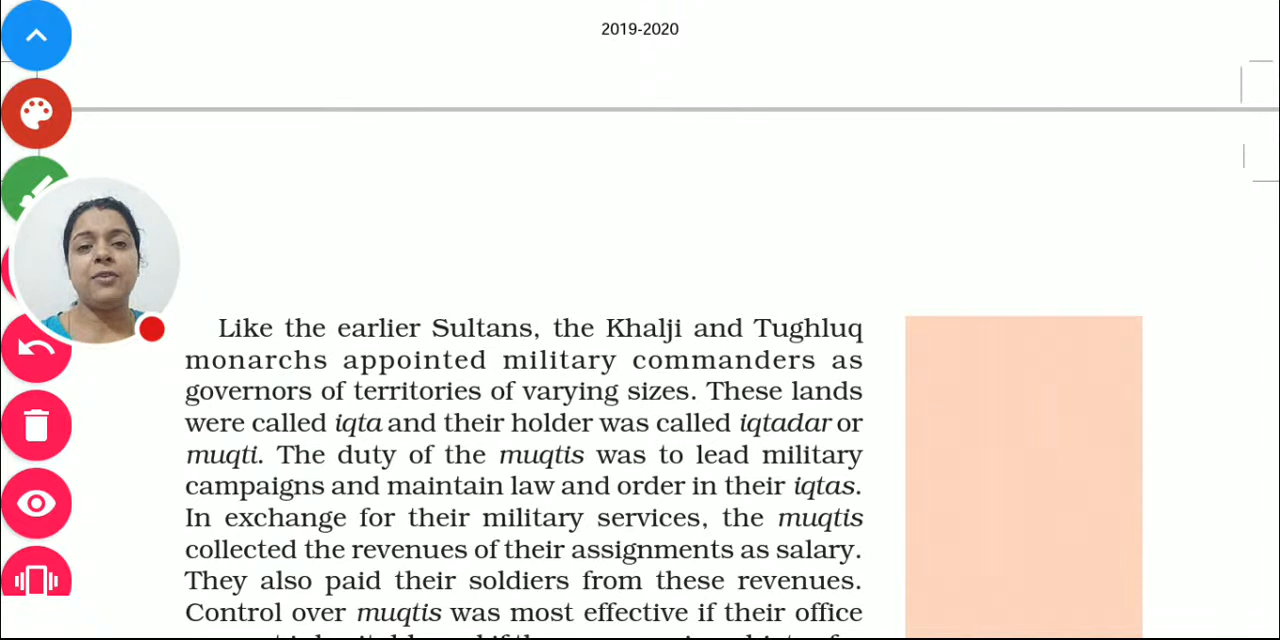 2019-2020
Like the earlier Sultans, the Khalji and Tughluq
monarchs appointed military commanders as
governors of territories of varying sizes. These lands
were called iqta and their holder was called iqtadar or
muqti. The duty of the muqtis was to lead military
campaigns and maintain law and order in their iqtas.
In exchange for their military services, the muqtis
collected the revenues of their assignments as salary.
They also paid their soldiers from these revenues.
Control over muqtis was most effective if their office